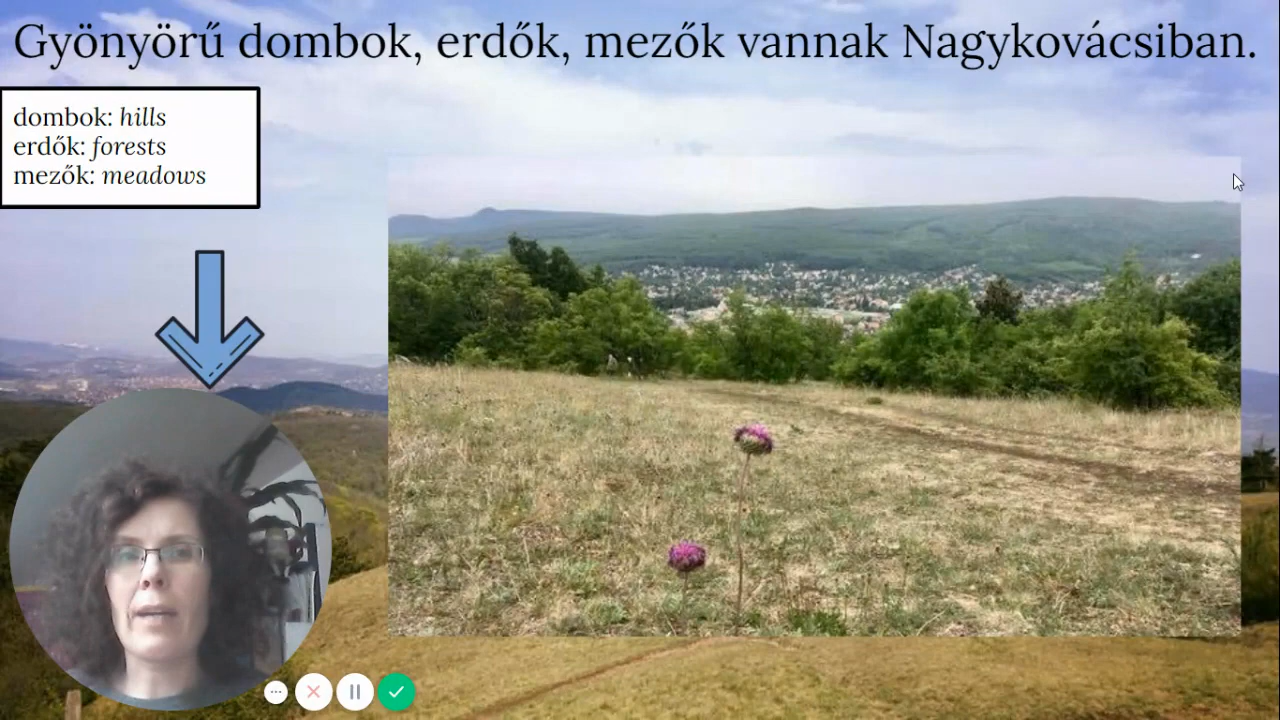 Gyönyörű dombok, erdők, mezők vannak Nagykovácsiban.
dombok: hills
erdők: forests
mezők: meadows